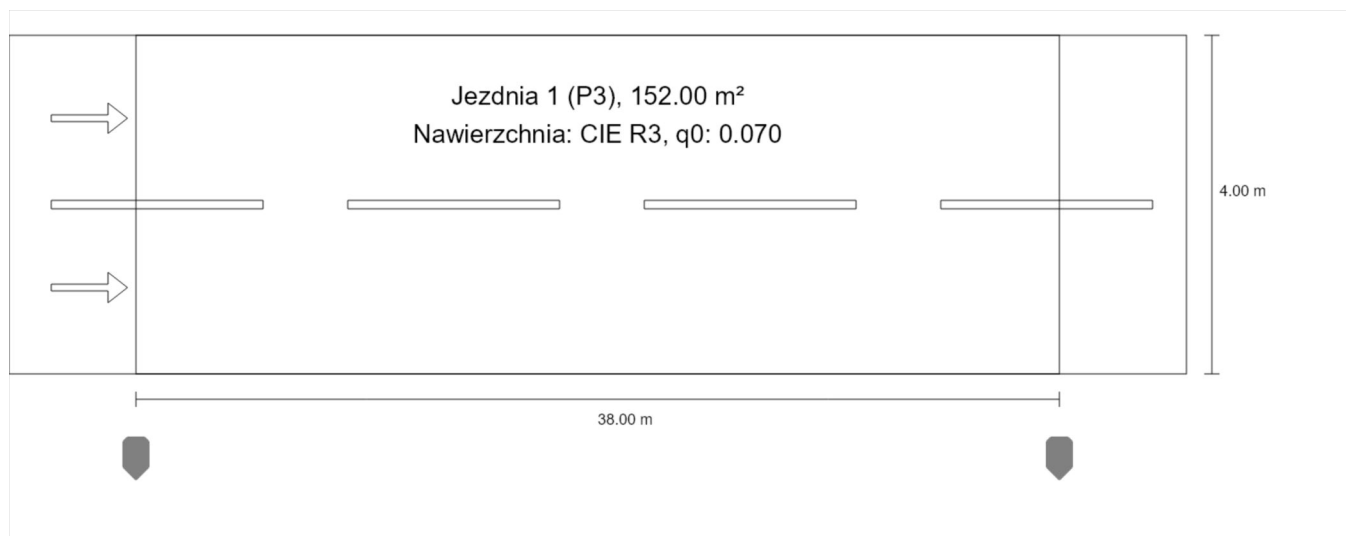 Jezdnia 1 (P3), 152.00 m²
Nawierzchnia: CIE R3, q0: 0.070
4.00 m
38.00 m